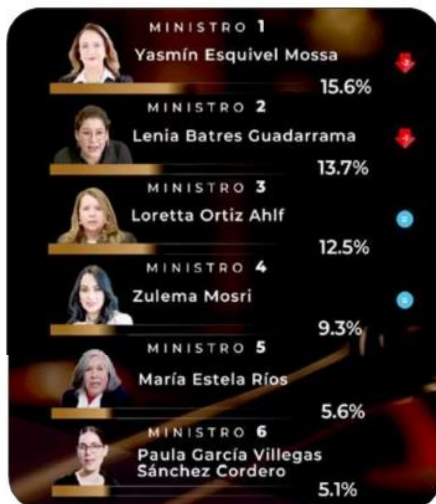 MINISTRO 1
Yasmín Esquivel Mossa
15.6%
MINISTRO 2
Lenia Batres Guadarrama
13.7%
MINISTRO 3
Loretta Ortiz Ahlf
12.5%
MINISTRO 4
Zulema Mosri
9.3%
MINISTRO 5
María Estela Ríos
5.6%
MINISTRO 6
Paula García Villegas
Sánchez Cordero
5.1%